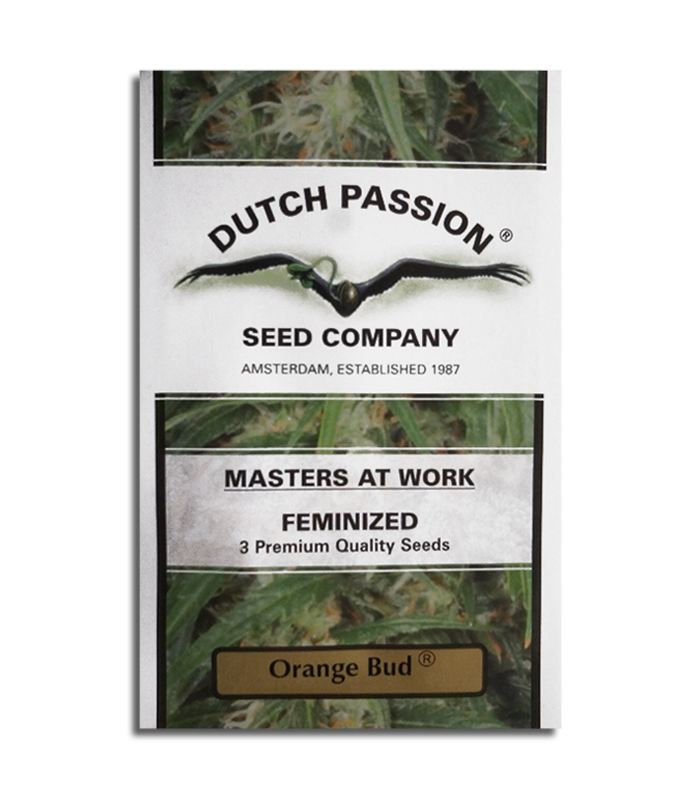 DUTCH PASSION ®
SEED COMPANY
AMSTERDAM, ESTABLISHED 1987
MASTERS AT WORK
FEMINIZED
3 Premium Quality Seeds
Orange Bud ®